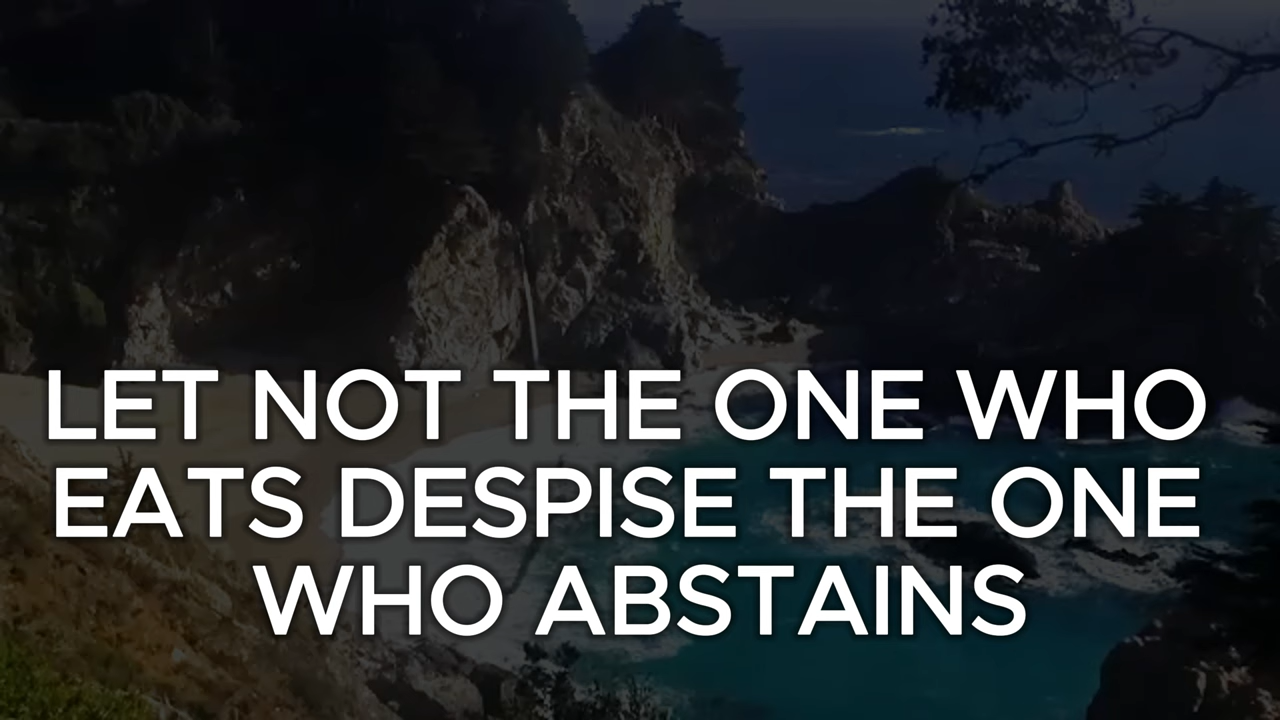 LET NOT THE ONE WHO
EATS DESPISE THE ONE
WHO ABSTAINS